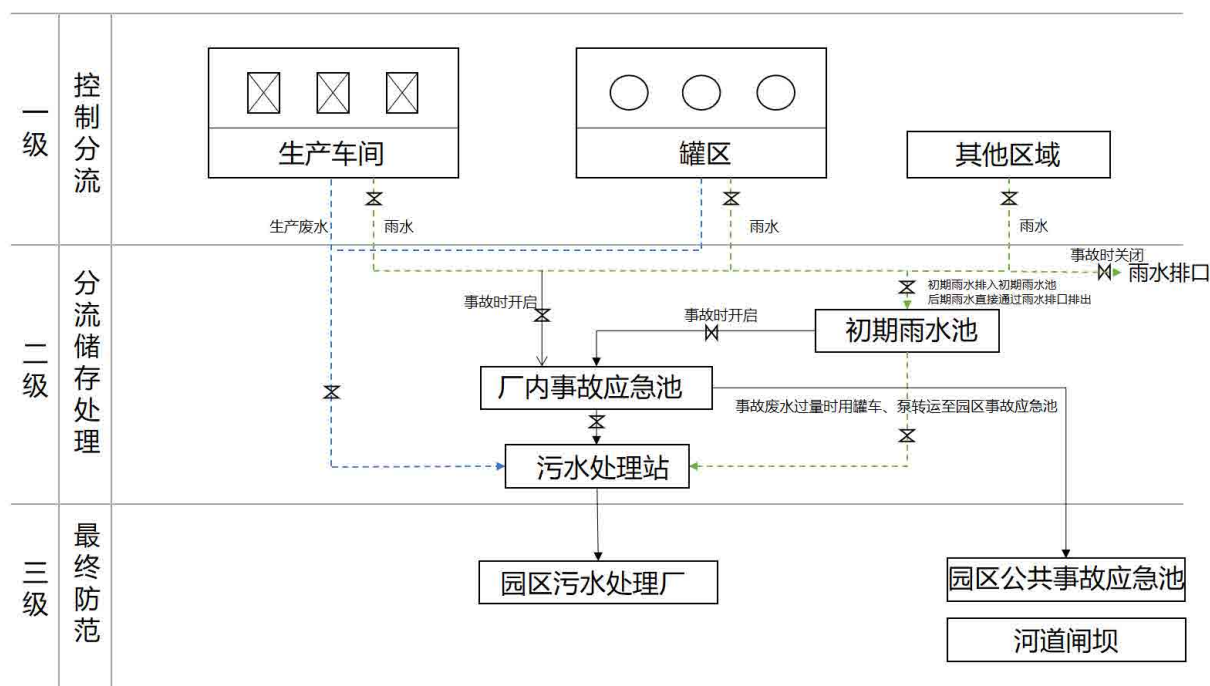 一级
控制分流
生产车间
罐区
其他区域
生产废水
雨水
雨水
雨水
二级
分流储存处理
事故时关闭
雨水排口
初期雨水排入初期雨水池
后期雨水直接通过雨水排口排出
事故时开启
事故时开启
初期雨水池
厂内事故应急池
事故废水过量时用罐车、泵转运至园区事故应急池
污水处理站
三级
最终防范
园区污水处理厂
园区公共事故应急池
河道闸坝